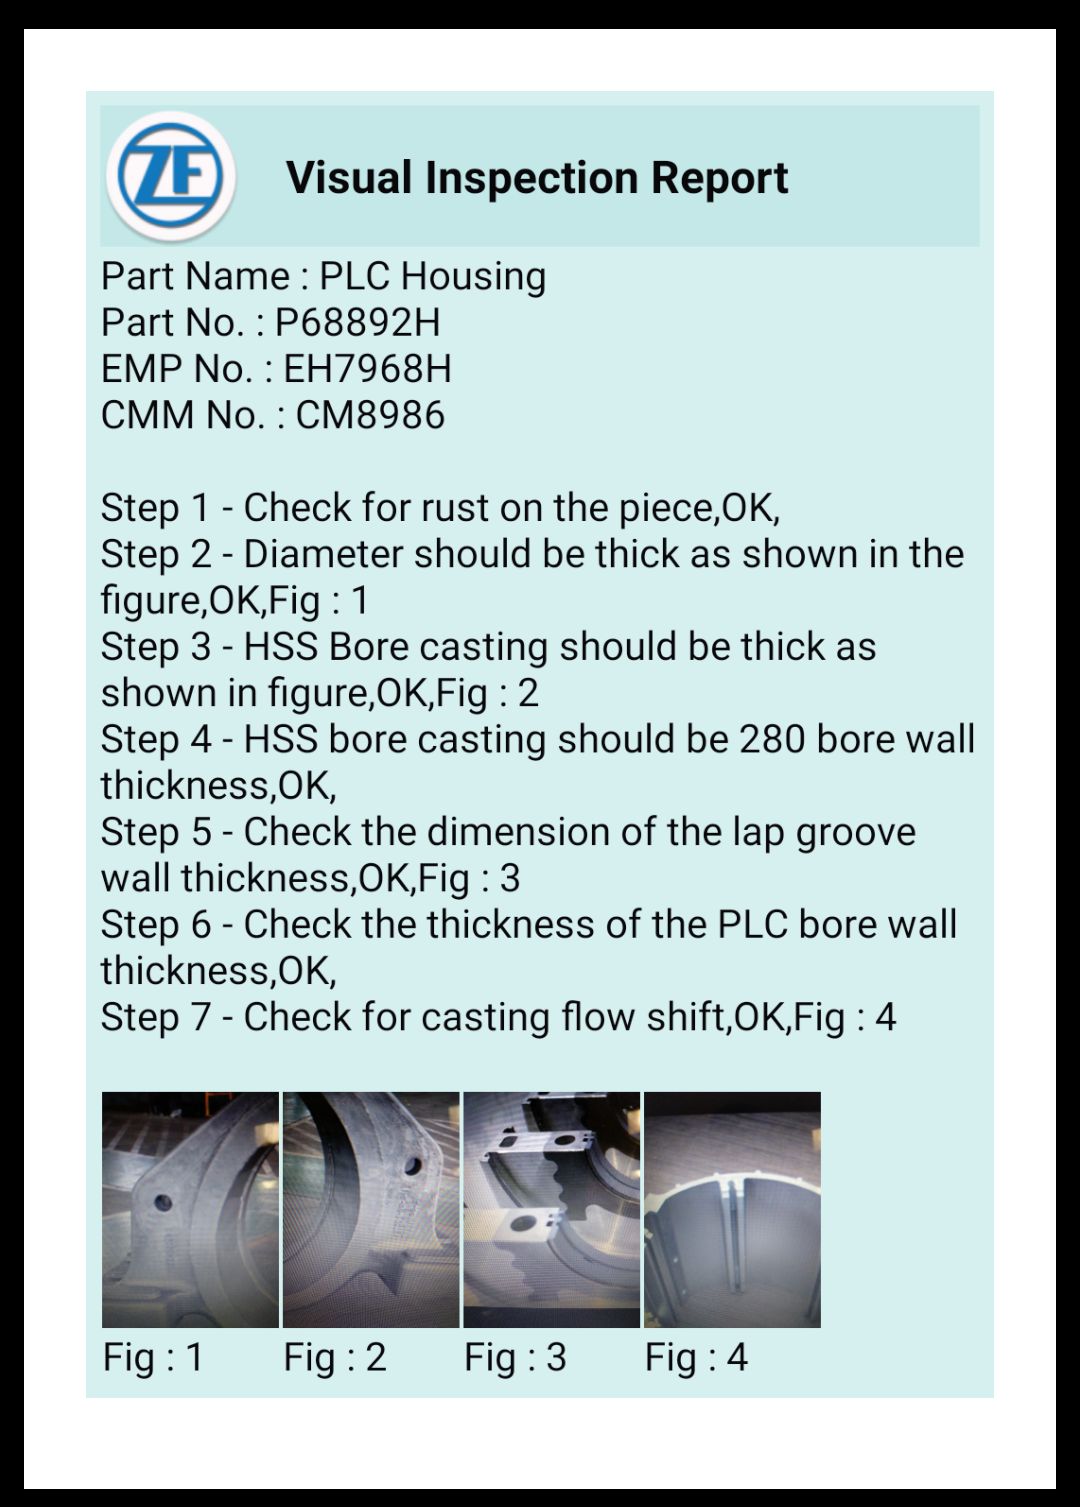 ZF
Visual Inspection Report
Part Name : PLC Housing
Part No. : P68892H
EMP No. : EH7968H
CMM No. : CM8986
Step 1 - Check for rust on the piece,OK,
Step 2 - Diameter should be thick as shown in the
figure,OK,Fig : 1
Step 3 - HSS Bore casting should be thick as
shown in figure,OK,Fig : 2
Step 4 - HSS bore casting should be 280 bore wall
thickness,OK,
Step 5 - Check the dimension of the lap groove
wall thickness,OK,Fig : 3
Step 6 - Check the thickness of the PLC bore wall
thickness,OK,
Step 7 - Check for casting flow shift,OK,Fig : 4
Fig : 1 Fig : 2 Fig : 3 Fig : 4